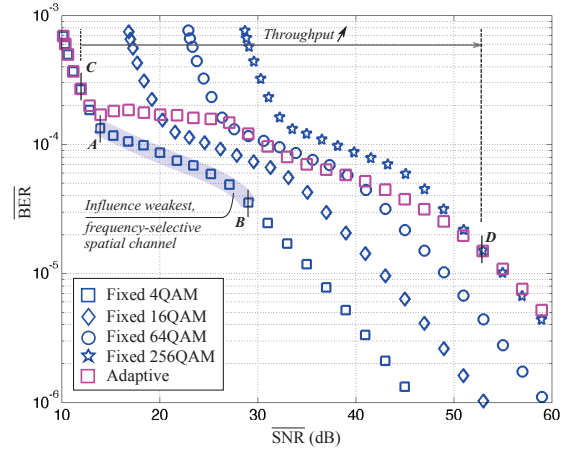 10^-3
Throughput
C
10^-4
A
BER
Influence weakest,
frequency-selective
spatial channel
B
D
10^-5
Fixed 4QAM
Fixed 16QAM
Fixed 64QAM
Fixed 256QAM
Adaptive
10^-6
10 20 30 40 50 60
SNR (dB)